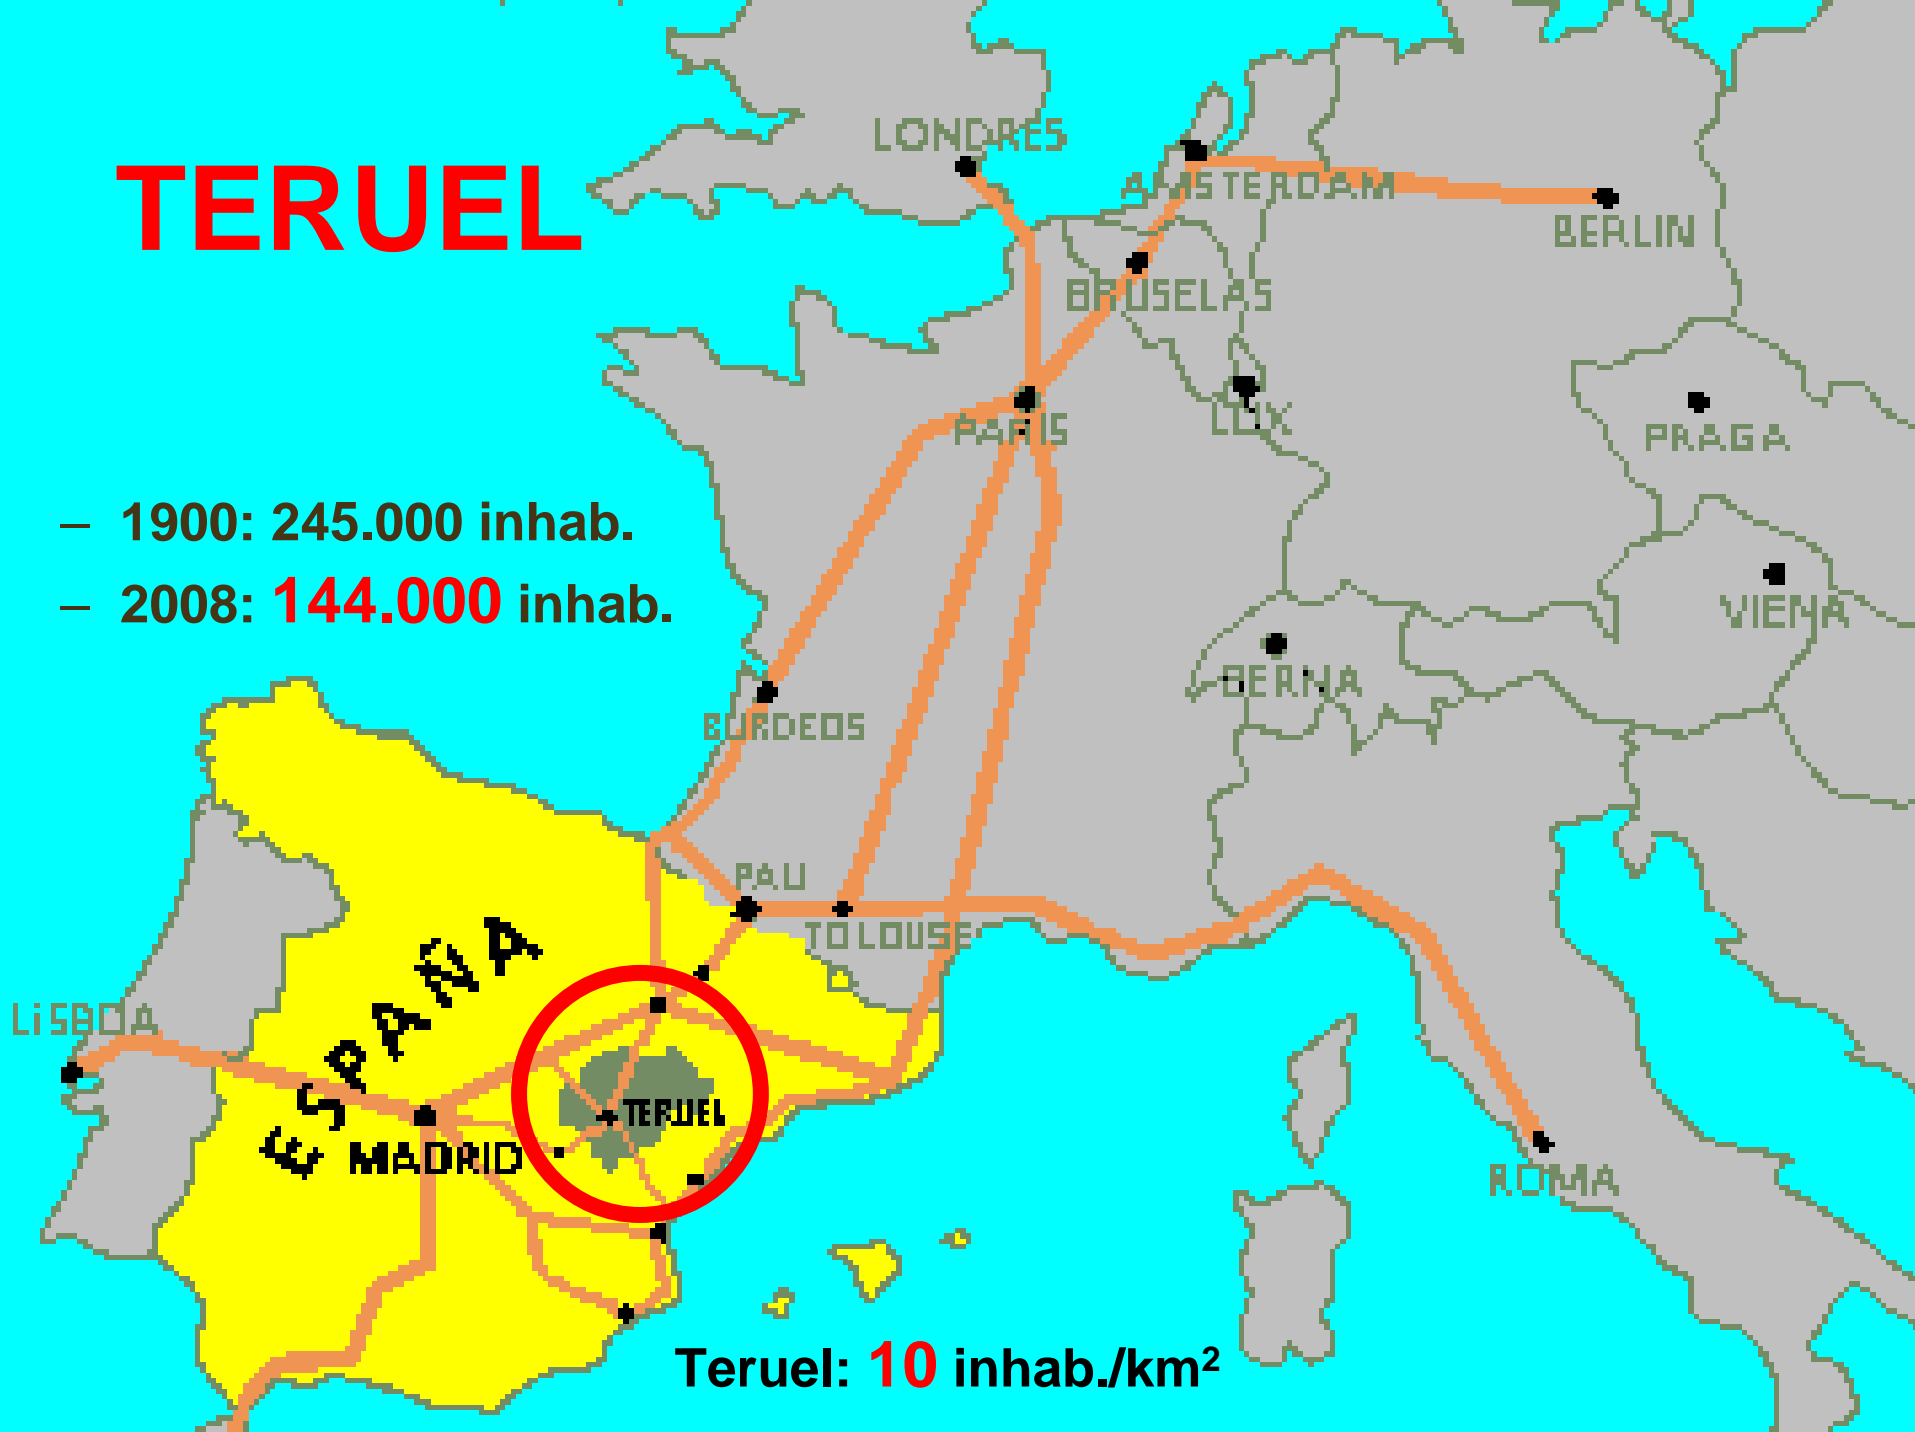 LONDRES
TERUEL
AMSTERDAM
BERLIN
BRUSELAS
PARIS
LUX
PRAGA
– 1900: 245.000 inhab.
– 2008: 144.000 inhab.
VIENA
BERNA
BURDEOS
PAU
TOLOUSE
ESPAÑA
LiSBOA
TERUEL
MADRID
ROMA
Teruel: 10 inhab./km²